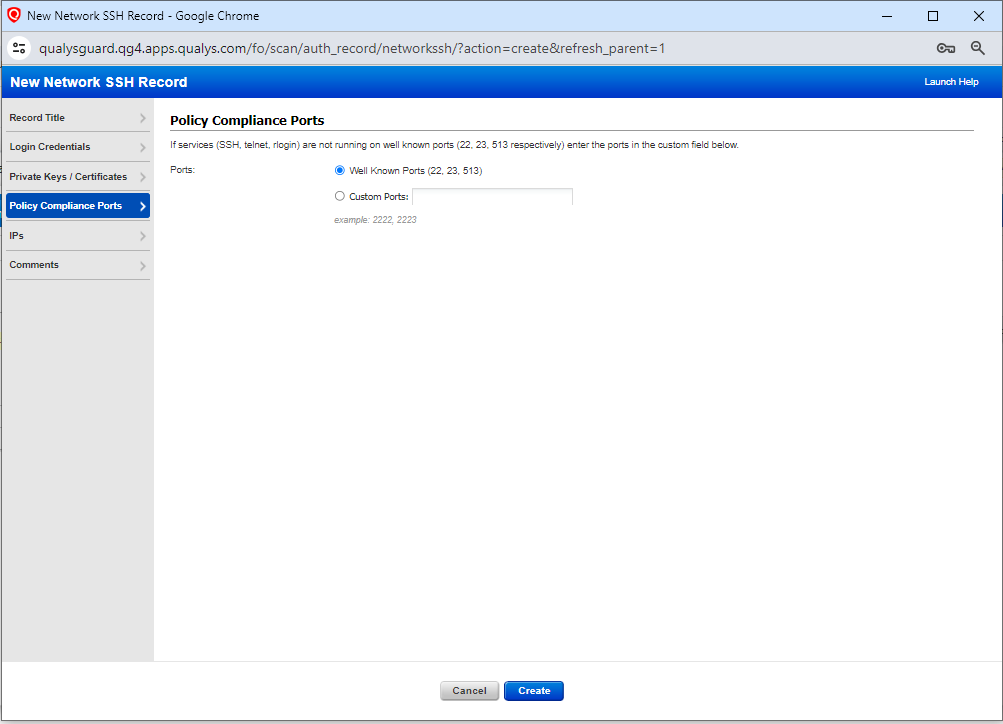 New Network SSH Record - Google Chrome
qualysguard.qg4.apps.qualys.com/fo/scan/auth_record/networkssh/?action=create&refresh_parent=1
New Network SSH Record
Launch Help
Record Title
Login Credentials
Private Keys / Certificates
Policy Compliance Ports
IPs
Comments
Policy Compliance Ports
If services (SSH, telnet, rlogin) are not running on well known ports (22, 23, 513 respectively) enter the ports in the custom field below.
Ports:
Well Known Ports (22, 23, 513)
Custom Ports:
example: 2222, 2223
Cancel
Create